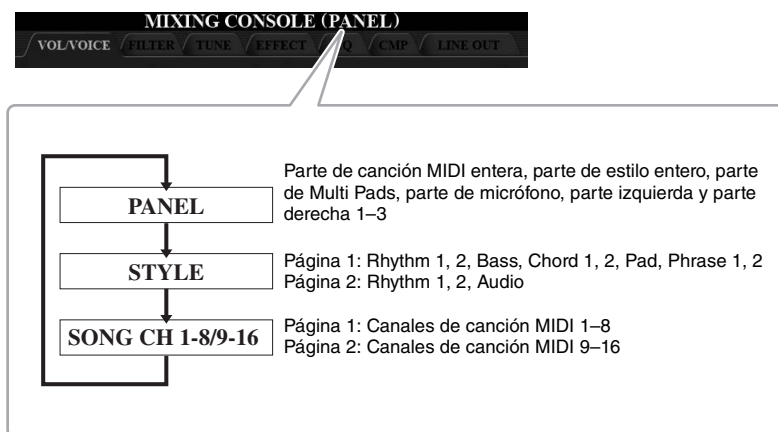 MIXING CONSOLE (PANEL)
VOL/VOICE FILTER TUNE EFFECT EQ CMP LINE OUT
PANEL
Parte de canción MIDI entera, parte de estilo entero, parte
de Multi Pads, parte de micrófono, parte izquierda y parte
derecha 1–3
STYLE
Página 1: Rhythm 1, 2, Bass, Chord 1, 2, Pad, Phrase 1, 2
Página 2: Rhythm 1, 2, Audio
SONG CH 1-8/9-16
Página 1: Canales de canción MIDI 1–8
Página 2: Canales de canción MIDI 9–16